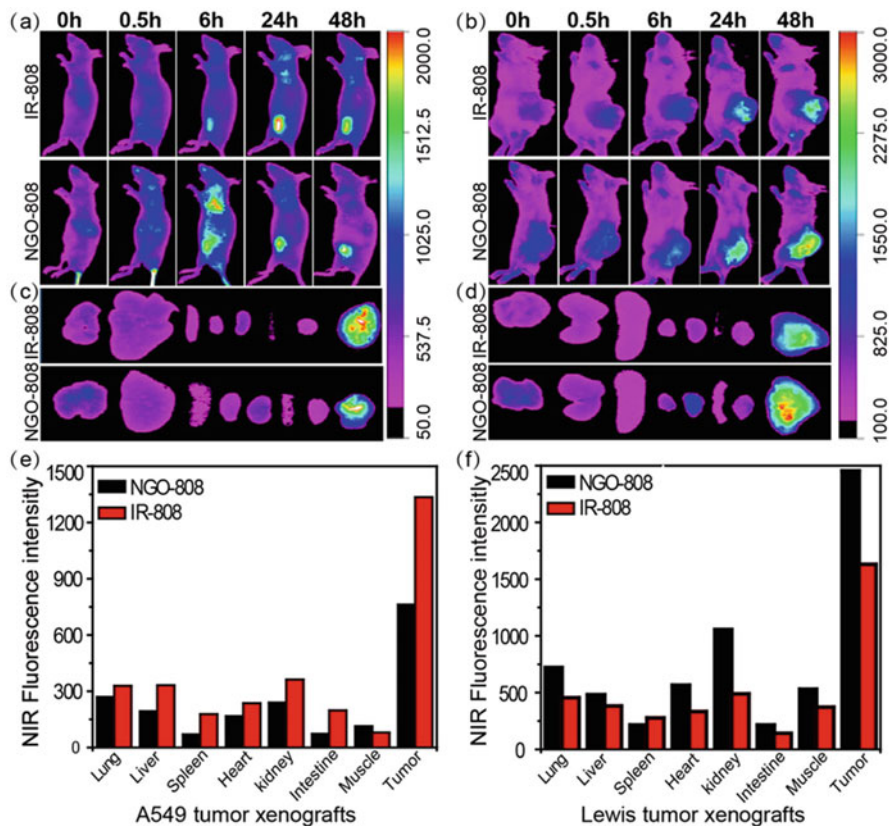 (a) 0h 0.5h 6h 24h 48h
IR-808
NGO-808
2000.0
1512.5
1025.0
537.5
50.0
(b) 0h 0.5h 6h 24h 48h
IR-808
NGO-808
3000.0
2275.0
1550.0
8250.0
100.0
(c)
IR-808
NGO-808
(d)
IR-808
NGO-808
(e)
NGO-808
IR-808
NIR Fluorescence intensitly
1500
1200
900
600
300
0
Lung Liver Spleen Heart kidney Intestine Muscle Tumor
A549 tumor xenografts
(f)
NGO-808
IR-808
NIR Fluorescence intensitly
2500
2000
1500
1000
500
0
Lung Liver Spleen Heart kidney Intestine Muscle Tumor
Lewis tumor xenografts